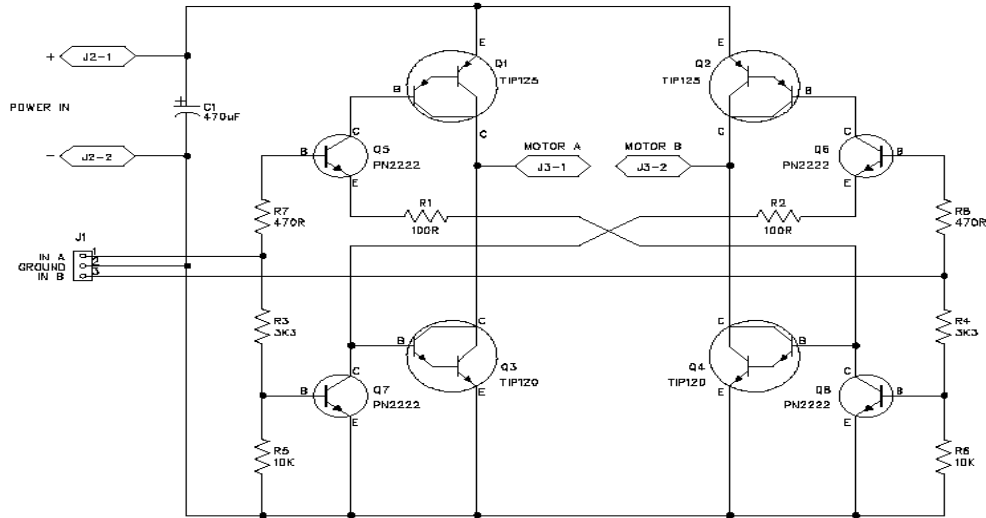 + J2-1
POWER IN
C1
470uF
- J2-2
+
E
Q1
TIP125
B
C
E
Q2
TIP125
B
C
C
Q5
PN2222
B
E
MOTOR A
J3-1
MOTOR B
J3-2
C
Q6
PN2222
B
E
R7
470R
R1
100R
R2
100R
R8
470R
J1
IN A 1
GROUND 2
IN B 3
R3
3K3
R4
3K3
C
B
Q3
TIP120
E
C
B
Q4
TIP120
E
C
B
Q7
PN2222
E
C
B
Q8
PN2222
E
R5
10K
R6
10K